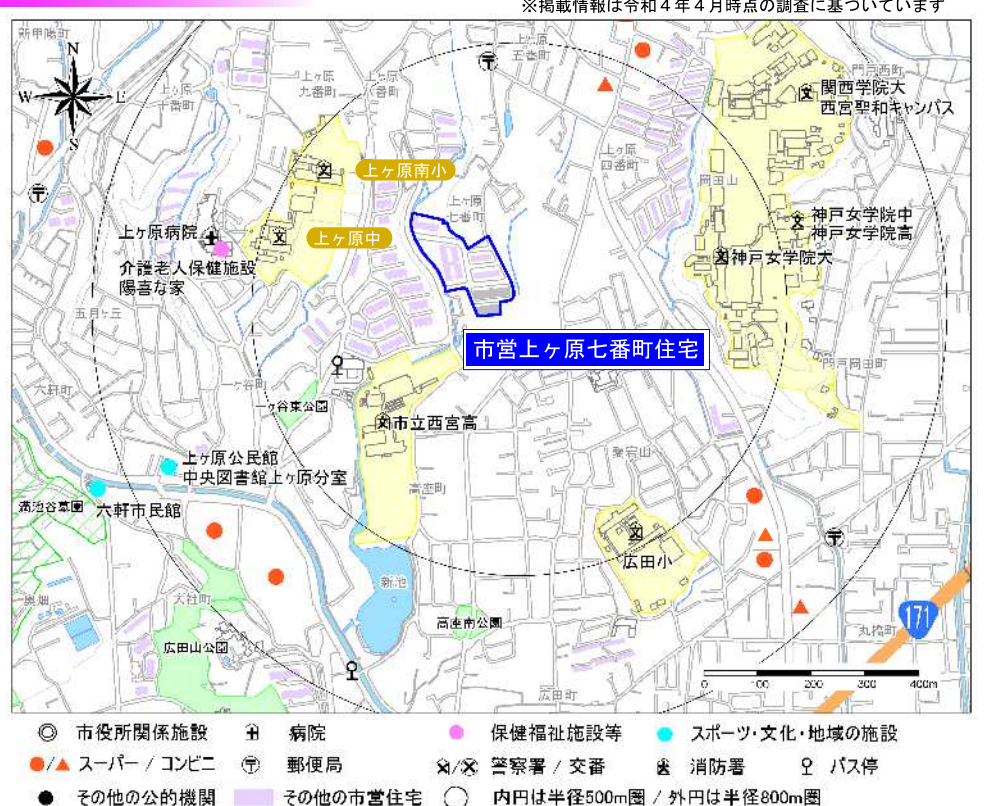 ※掲載情報は令和4年4月時点の調査に基づいています
新甲陽町
N
W
E
S
上ヶ原
十番町
上ヶ原
九番町
上ヶ原
八番町
上ヶ原
五番町
門戸西町
関西学院大
西宮聖和キャンパス
上ヶ原
四番町
岡田山
上ヶ原南小
上ヶ原
七番町
上ヶ原中
上ヶ原病院
介護老人保健施設
陽喜な家
神戸女学院中
神戸女学院高
神戸女学院大
五月ヶ丘
市営上ヶ原七番町住宅
門戸岡田町
六軒町
一ヶ谷町
一ヶ谷東公園
市立西宮高
愛宕山
上ヶ原公民館
中央図書館上ヶ原分室
高座町
満池谷墓園
六軒市民館
広田小
新池
奥畑
大社町
高座南公園
171
丸橋町
広田山公園
広田町
0
100
200
400m
市役所関係施設
病院
保健福祉施設等
スポーツ・文化・地域の施設
スーパー / コンビニ
郵便局
警察署 / 交番
消防署
バス停
その他の公的機関
その他の市営住宅
内円は半径500m圏 / 外円は半径800m圏